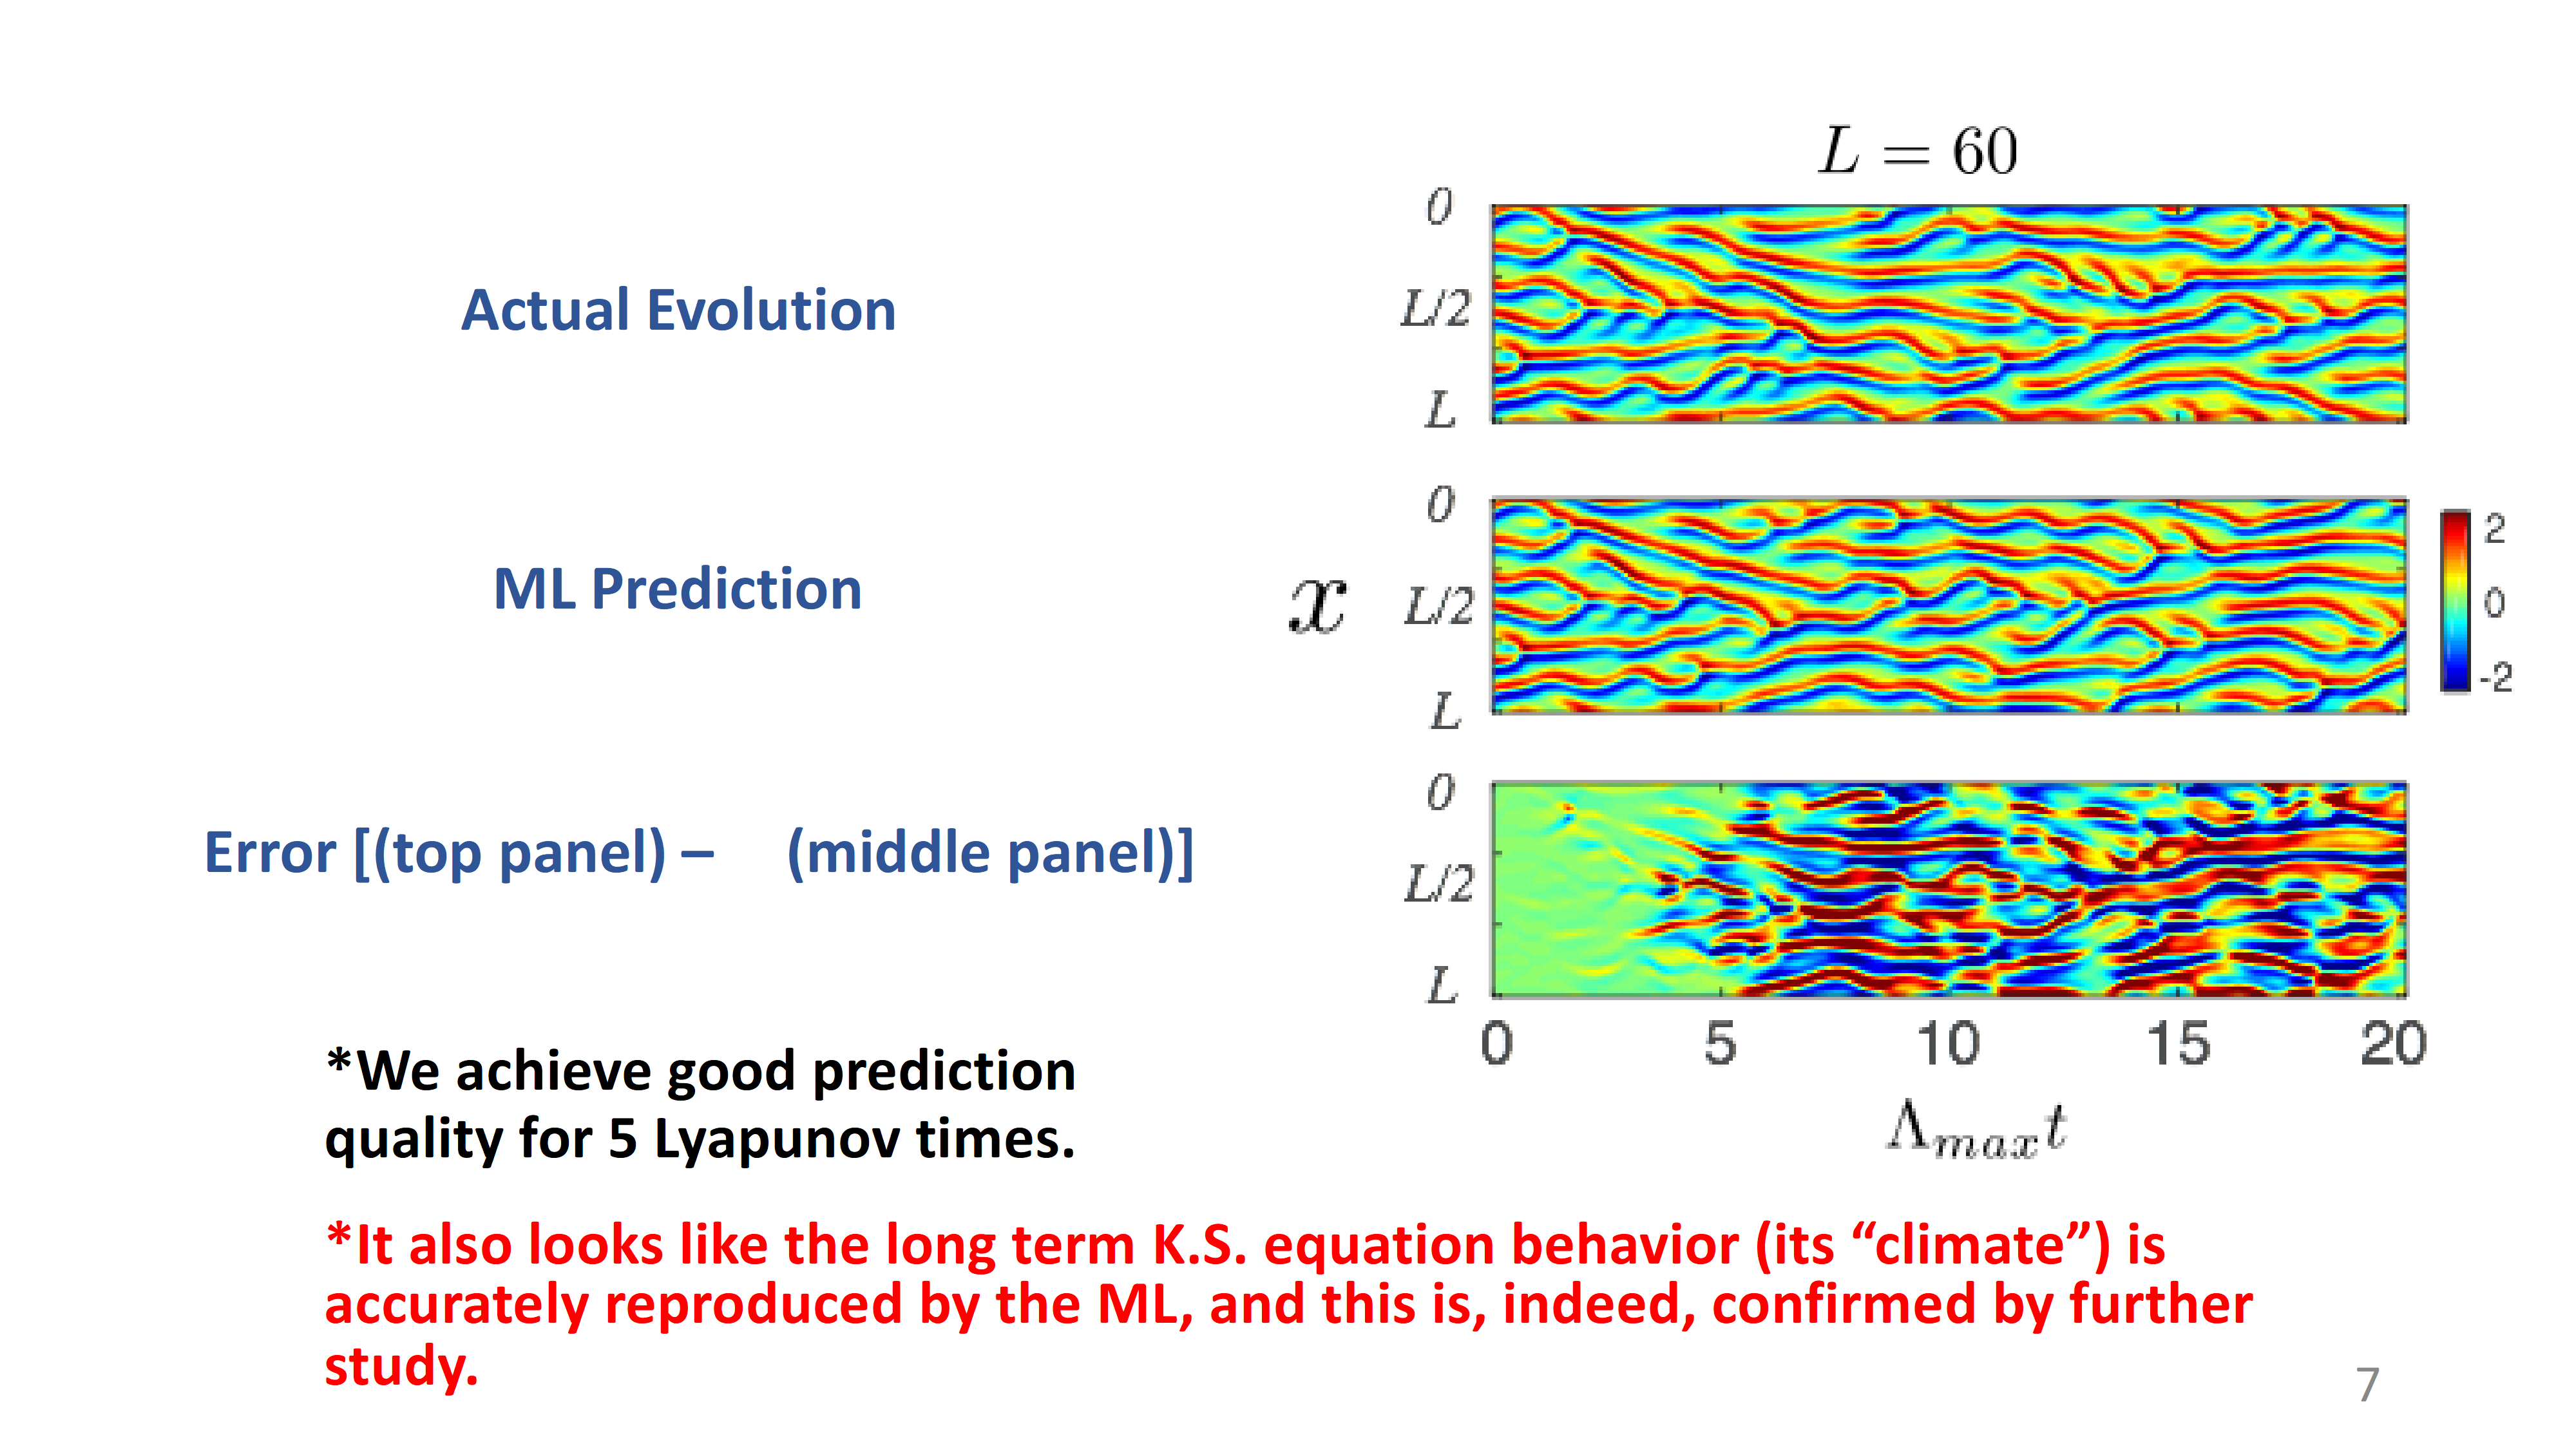 L = 60
0
Actual Evolution
L/2
L
0
2
ML Prediction
x
L/2
0
-2
L
0
Error [(top panel) – (middle panel)]
L/2
L
0 5 10 15 20
Λmax t
*We achieve good prediction
quality for 5 Lyapunov times.
*It also looks like the long term K.S. equation behavior (its “climate”) is
accurately reproduced by the ML, and this is, indeed, confirmed by further
study.
7